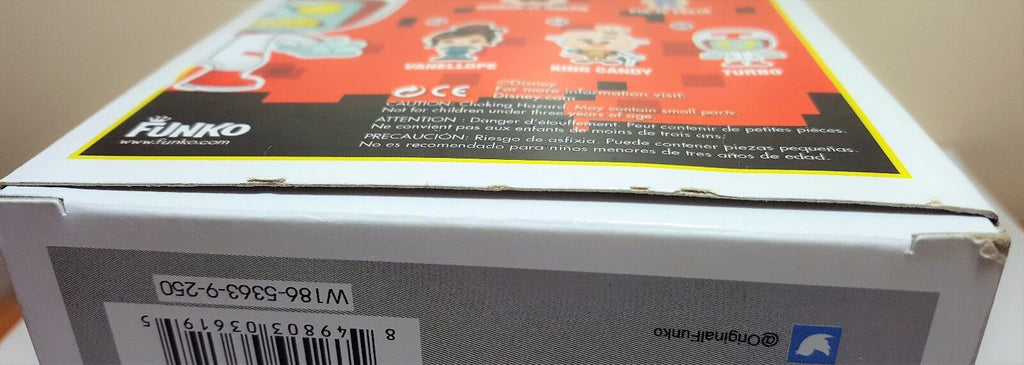 VANELLOPE
KING CANDY
TURBO
©Disney
For more information visit:
Disney.com
CE
CAUTION: Choking Hazard. May contain small parts.
Not for children under three years of age.
ATTENTION: Danger d'étouffement. Peut contenir de petites pièces.
Ne convient pas aux enfants de moins de trois ans.
PRECAUCIÓN: Riesgo de asfixia. Puede contener piezas pequeñas.
No es recomendado para niños menores de tres años de edad.
FUNKO
www.funko.com
W186-5363-9-250
8 49803 03619 5
@OriginalFunko